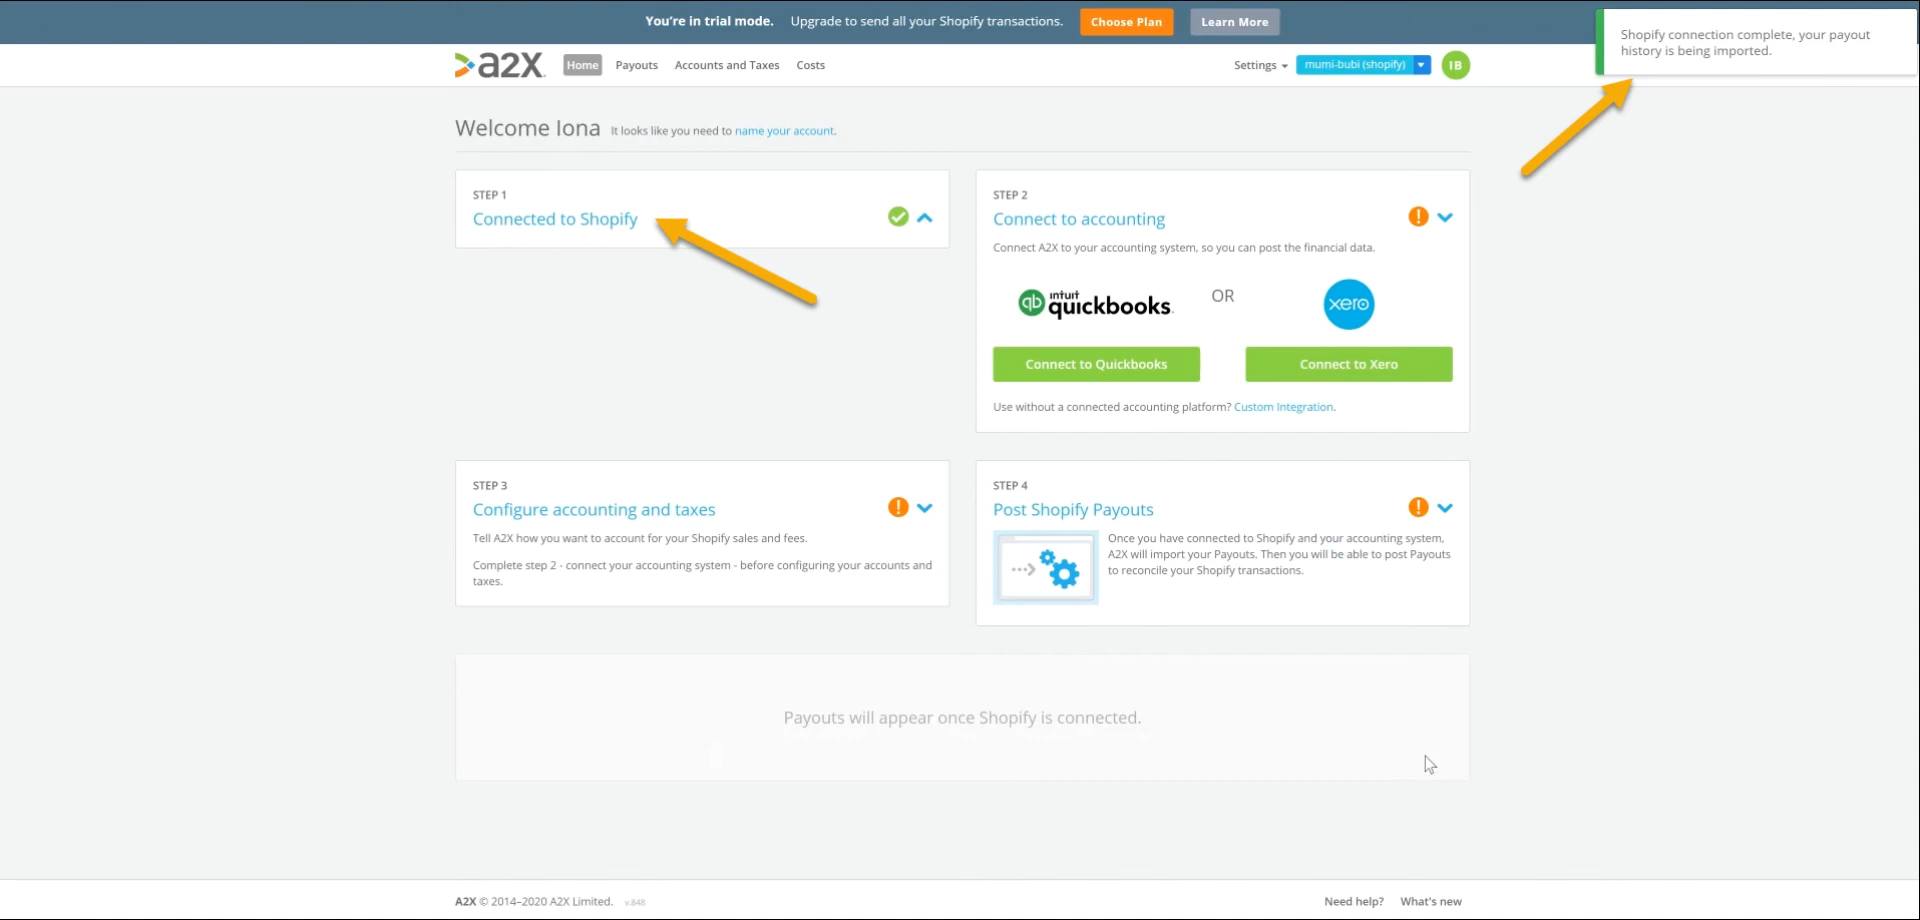 You're in trial mode. Upgrade to send all your Shopify transactions. Choose Plan Learn More
Shopify connection complete, your payout
history is being imported.
a2X Home Payouts Accounts and Taxes Costs Settings mumi-bubi (shopify) IB
Welcome Iona It looks like you need to name your account.
STEP 1
Connected to Shopify
STEP 2
Connect to accounting
Connect A2X to your accounting system, so you can post the financial data.
intuit
qb quickbooks.
OR
xero
Connect to Quickbooks
Connect to Xero
Use without a connected accounting platform? Custom Integration.
STEP 3
Configure accounting and taxes
Tell A2X how you want to account for your Shopify sales and fees.
Complete step 2 - connect your accounting system - before configuring your accounts and
taxes.
STEP 4
Post Shopify Payouts
Once you have connected to Shopify and your accounting system,
A2X will import your Payouts. Then you will be able to post Payouts
to reconcile your Shopify transactions.
Payouts will appear once Shopify is connected.
A2X © 2014–2020 A2X Limited. v.848
Need help? What's new